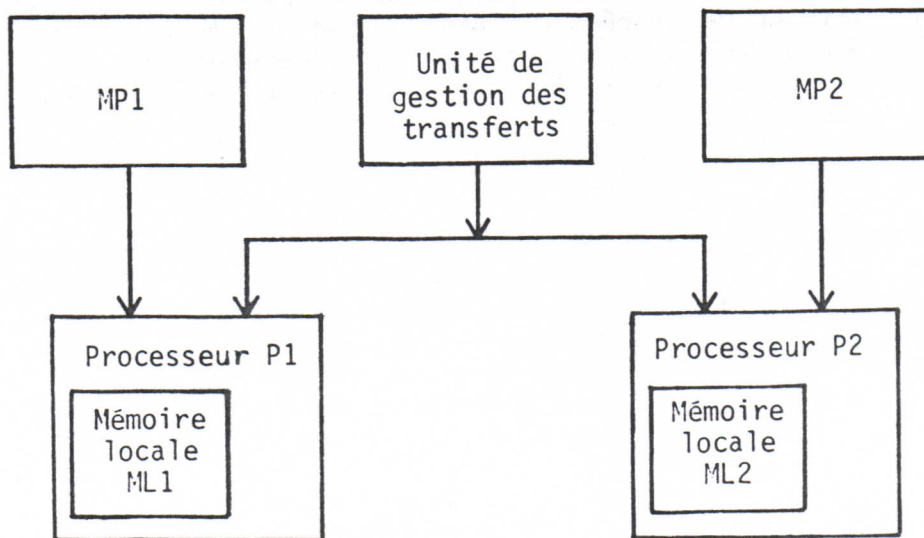 MP1
Unité de
gestion des
transferts
MP2
Processeur P1
Mémoire
locale
ML1
Processeur P2
Mémoire
locale
ML2